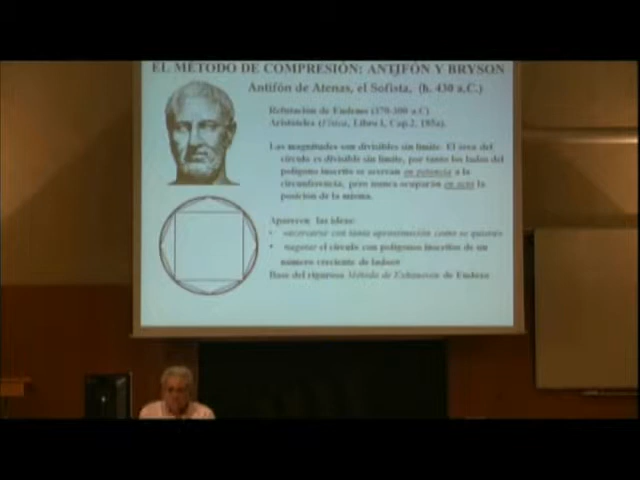 EL MÉTODO DE COMPRESIÓN: ANTIFÓN Y BRYSON
Antifón de Atenas, el Sofista, (h. 430 a.C.)
Refutación de Eudemo (370-300 a.C)
Aristóteles (Física, Libro I, Cap.2, 185a).
Las magnitudes son divisibles sin límite. El área del
círculo es divisible sin límite, por tanto los lados del
polígono inscrito se acercan en potencia a la
circunferencia, pero nunca ocuparán en acto la
posición de la misma.
Aparecen las ideas:
• acercarse con tanta aproximación como se quiera
• "agotar" el círculo con polígonos inscritos de un
número creciente de lados
Base del riguroso Método de Exhaución de Eudoxo